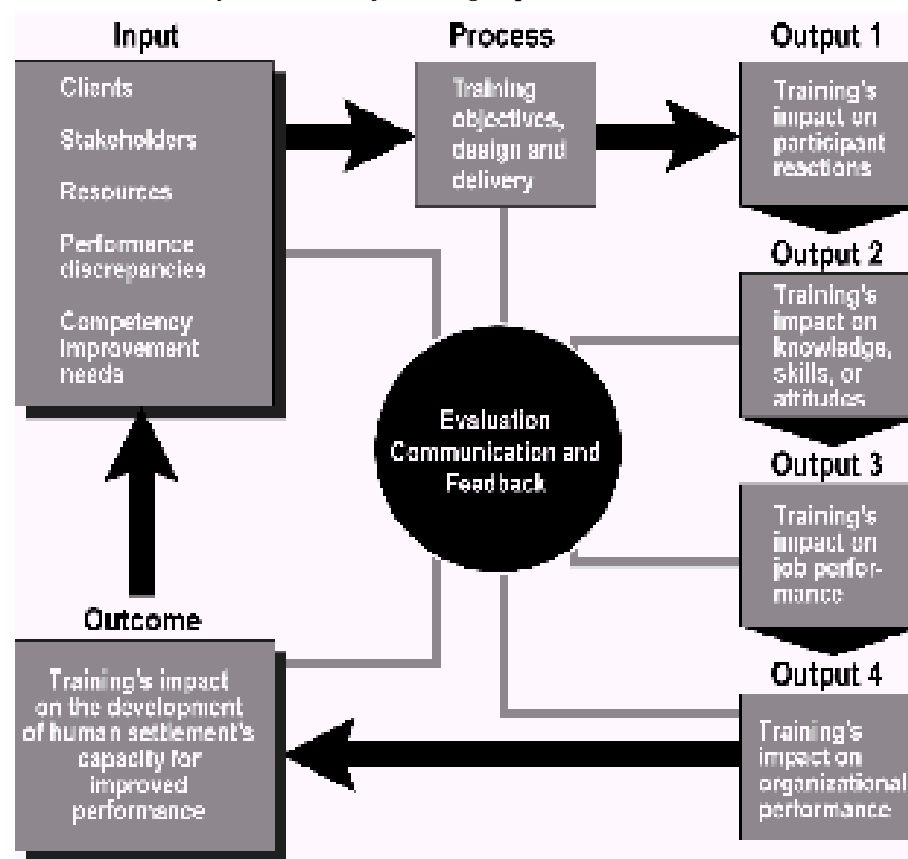 Input
Clients
Stakeholders
Resources
Performance
discrepancies
Competency
improvement
needs
Process
Training
objectives,
design and
delivery
Output 1
Training's
impact on
participant
reactions
Output 2
Training's
impact on
knowledge,
skills, or
attitudes
Output 3
Training's
impact on
job perfor-
mance
Output 4
Training's
impact on
organizational
performance
Evaluation
Communication and
Feedback
Outcome
Training's impact
on the development
of human settlement's
capacity for
improved
performance